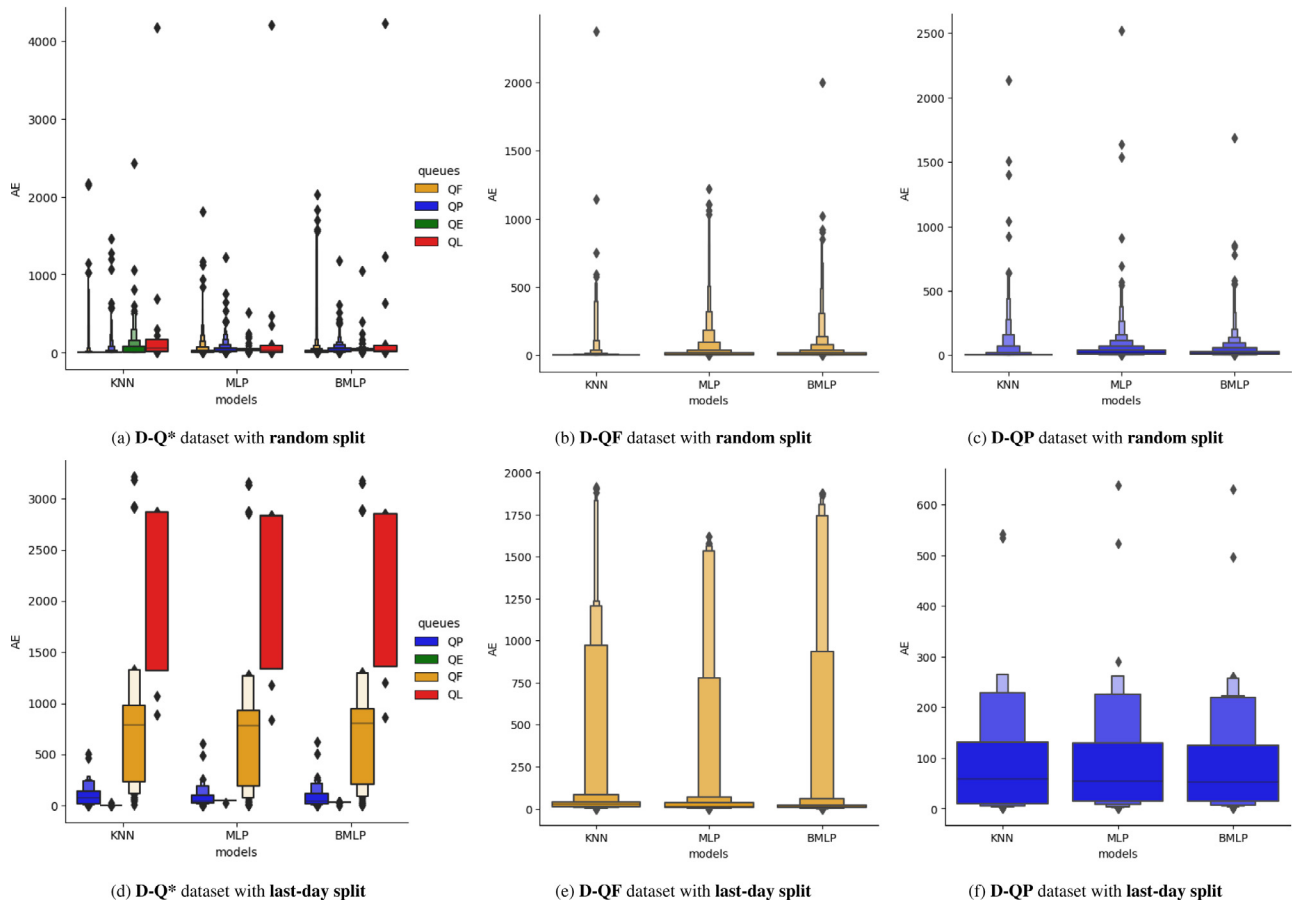 4000
3000
2000
1000
0
AE
KNN
MLP
BMLP
models
queues
QF
QP
QE
QL
(a) D-Q* dataset with random split
2000
1500
1000
500
0
AE
KNN
MLP
BMLP
models
(b) D-QF dataset with random split
2500
2000
1500
1000
500
0
AE
KNN
MLP
BMLP
models
(c) D-QP dataset with random split
3000
2500
2000
1500
1000
500
0
AE
KNN
MLP
BMLP
models
queues
QP
QE
QF
QL
(d) D-Q* dataset with last-day split
2000
1750
1500
1250
1000
750
500
250
0
AE
KNN
MLP
BMLP
models
(e) D-QF dataset with last-day split
600
500
400
300
200
100
0
AE
KNN
MLP
BMLP
models
(f) D-QP dataset with last-day split